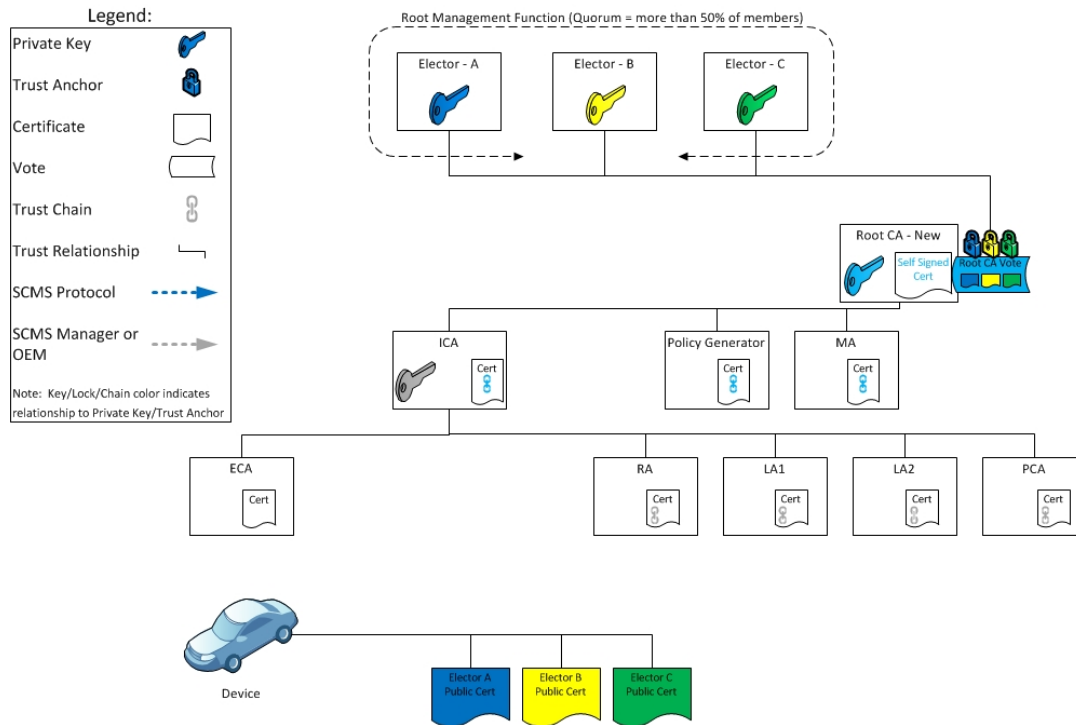 Legend:
Private Key
Trust Anchor
Certificate
Vote
Trust Chain
Trust Relationship
SCMS Protocol
SCMS Manager or
OEM
Note:  Key/Lock/Chain color indicates
relationship to Private Key/Trust Anchor
Root Management Function (Quorum = more than 50% of members)
Elector - A
Elector - B
Elector - C
Root CA - New
Self Signed
Cert
Root CA Vote
ICA
Cert
Policy Generator
Cert
MA
Cert
ECA
Cert
RA
Cert
LA1
Cert
LA2
Cert
PCA
Cert
Device
Elector A
Public Cert
Elector B
Public Cert
Elector C
Public Cert